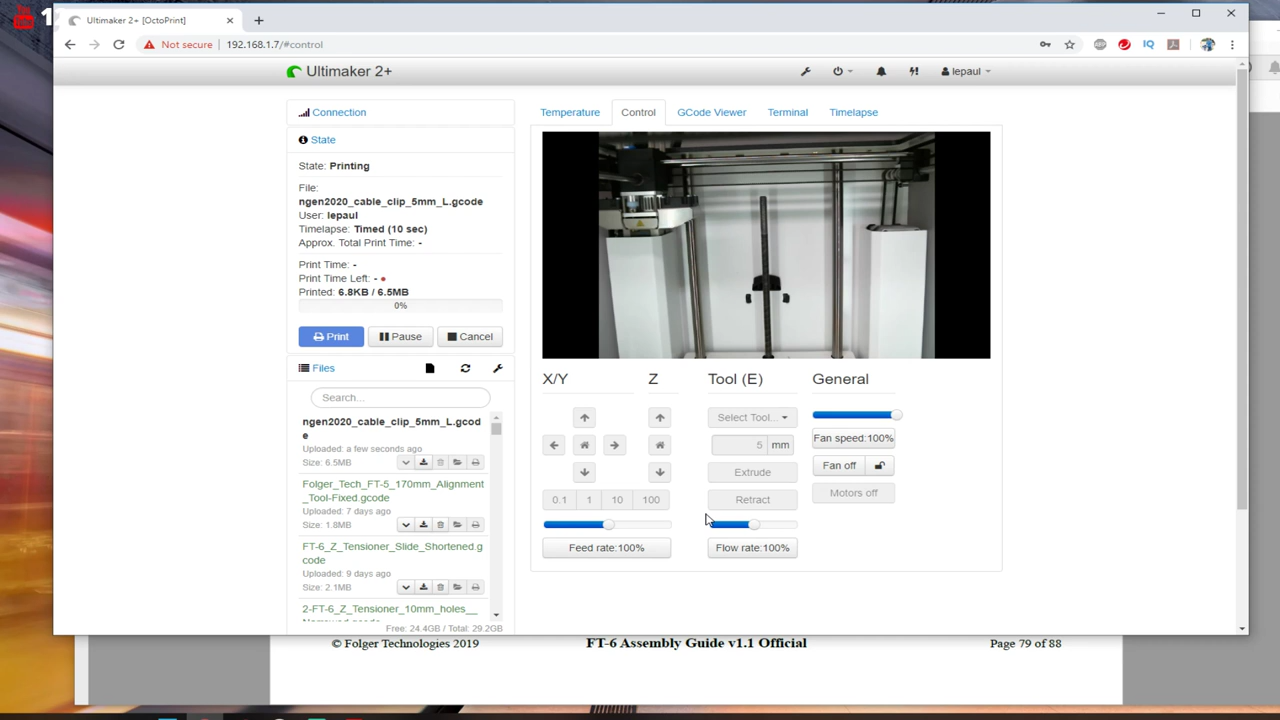 Ultimaker 2+ [OctoPrint]
Not secure
192.168.1.7/#control
IQ
Ultimaker 2+
lepaul
Connection
State
State: Printing
File:
ngen2020_cable_clip_5mm_L.gcode
User: lepaul
Timelapse: Timed (10 sec)
Approx. Total Print Time: -
Print Time: -
Print Time Left: -
Printed: 6.8KB / 6.5MB
0%
Print
Pause
Cancel
Files
Search...
ngen2020_cable_clip_5mm_L.gcod
e
Uploaded: a few seconds ago
Size: 6.5MB
Folger_Tech_FT-5_170mm_Alignment
_Tool-Fixed.gcode
Uploaded: 7 days ago
Size: 1.8MB
FT-6_Z_Tensioner_Slide_Shortened.g
code
Uploaded: 9 days ago
Size: 2.1MB
2-FT-6_Z_Tensioner_10mm_holes__
Free: 24.4GB / Total: 29.2GB
Temperature
Control
GCode Viewer
Terminal
Timelapse
X/Y
Z
Tool (E)
General
Select Tool...
5 mm
Extrude
Retract
0.1
1
10
100
Feed rate:100%
Flow rate:100%
Fan speed:100%
Fan off
Motors off
© Folger Technologies 2019
FT-6 Assembly Guide v1.1 Official
Page 79 of 88